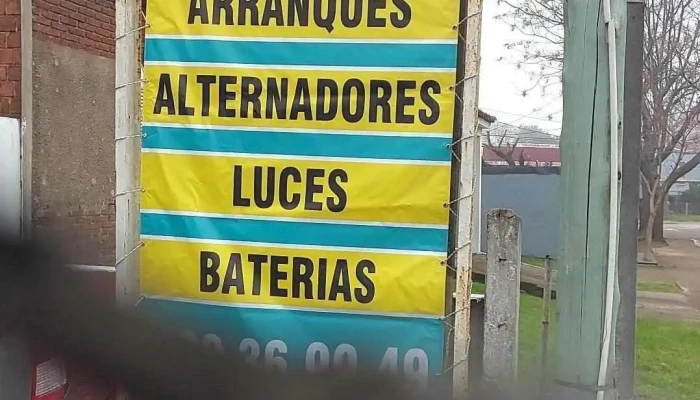 ARRANQUES
ALTERNADORES
LUCES
BATERIAS
36 90 49